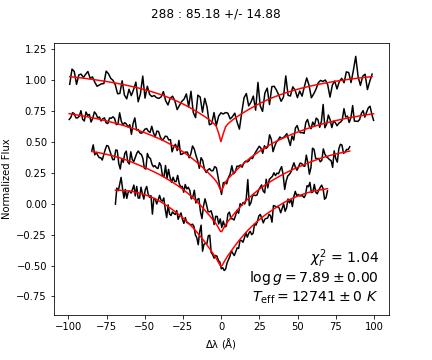 288 : 85.18 +/- 14.88
1.25
1.00
0.75
0.50
0.25
0.00
−0.25
−0.50
−0.75
Normalized Flux
χ²ᵣ = 1.04
log g = 7.89 ± 0.00
T_eff = 12741 ± 0 K
−100 −75 −50 −25 0 25 50 75 100
Δλ (Å)